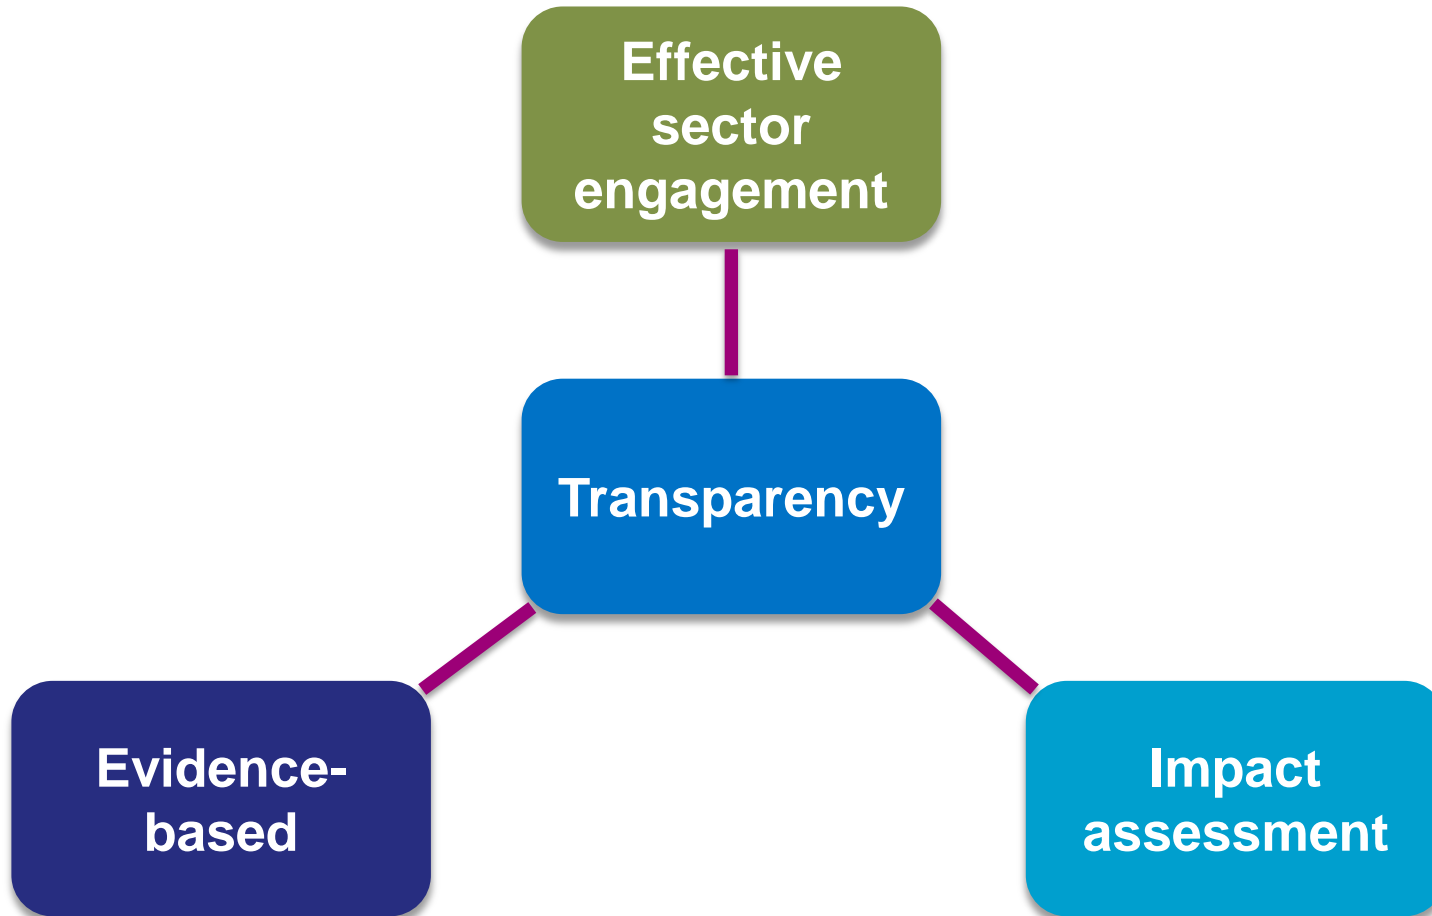 Effective
sector
engagement
Transparency
Evidence-
based
Impact
assessment